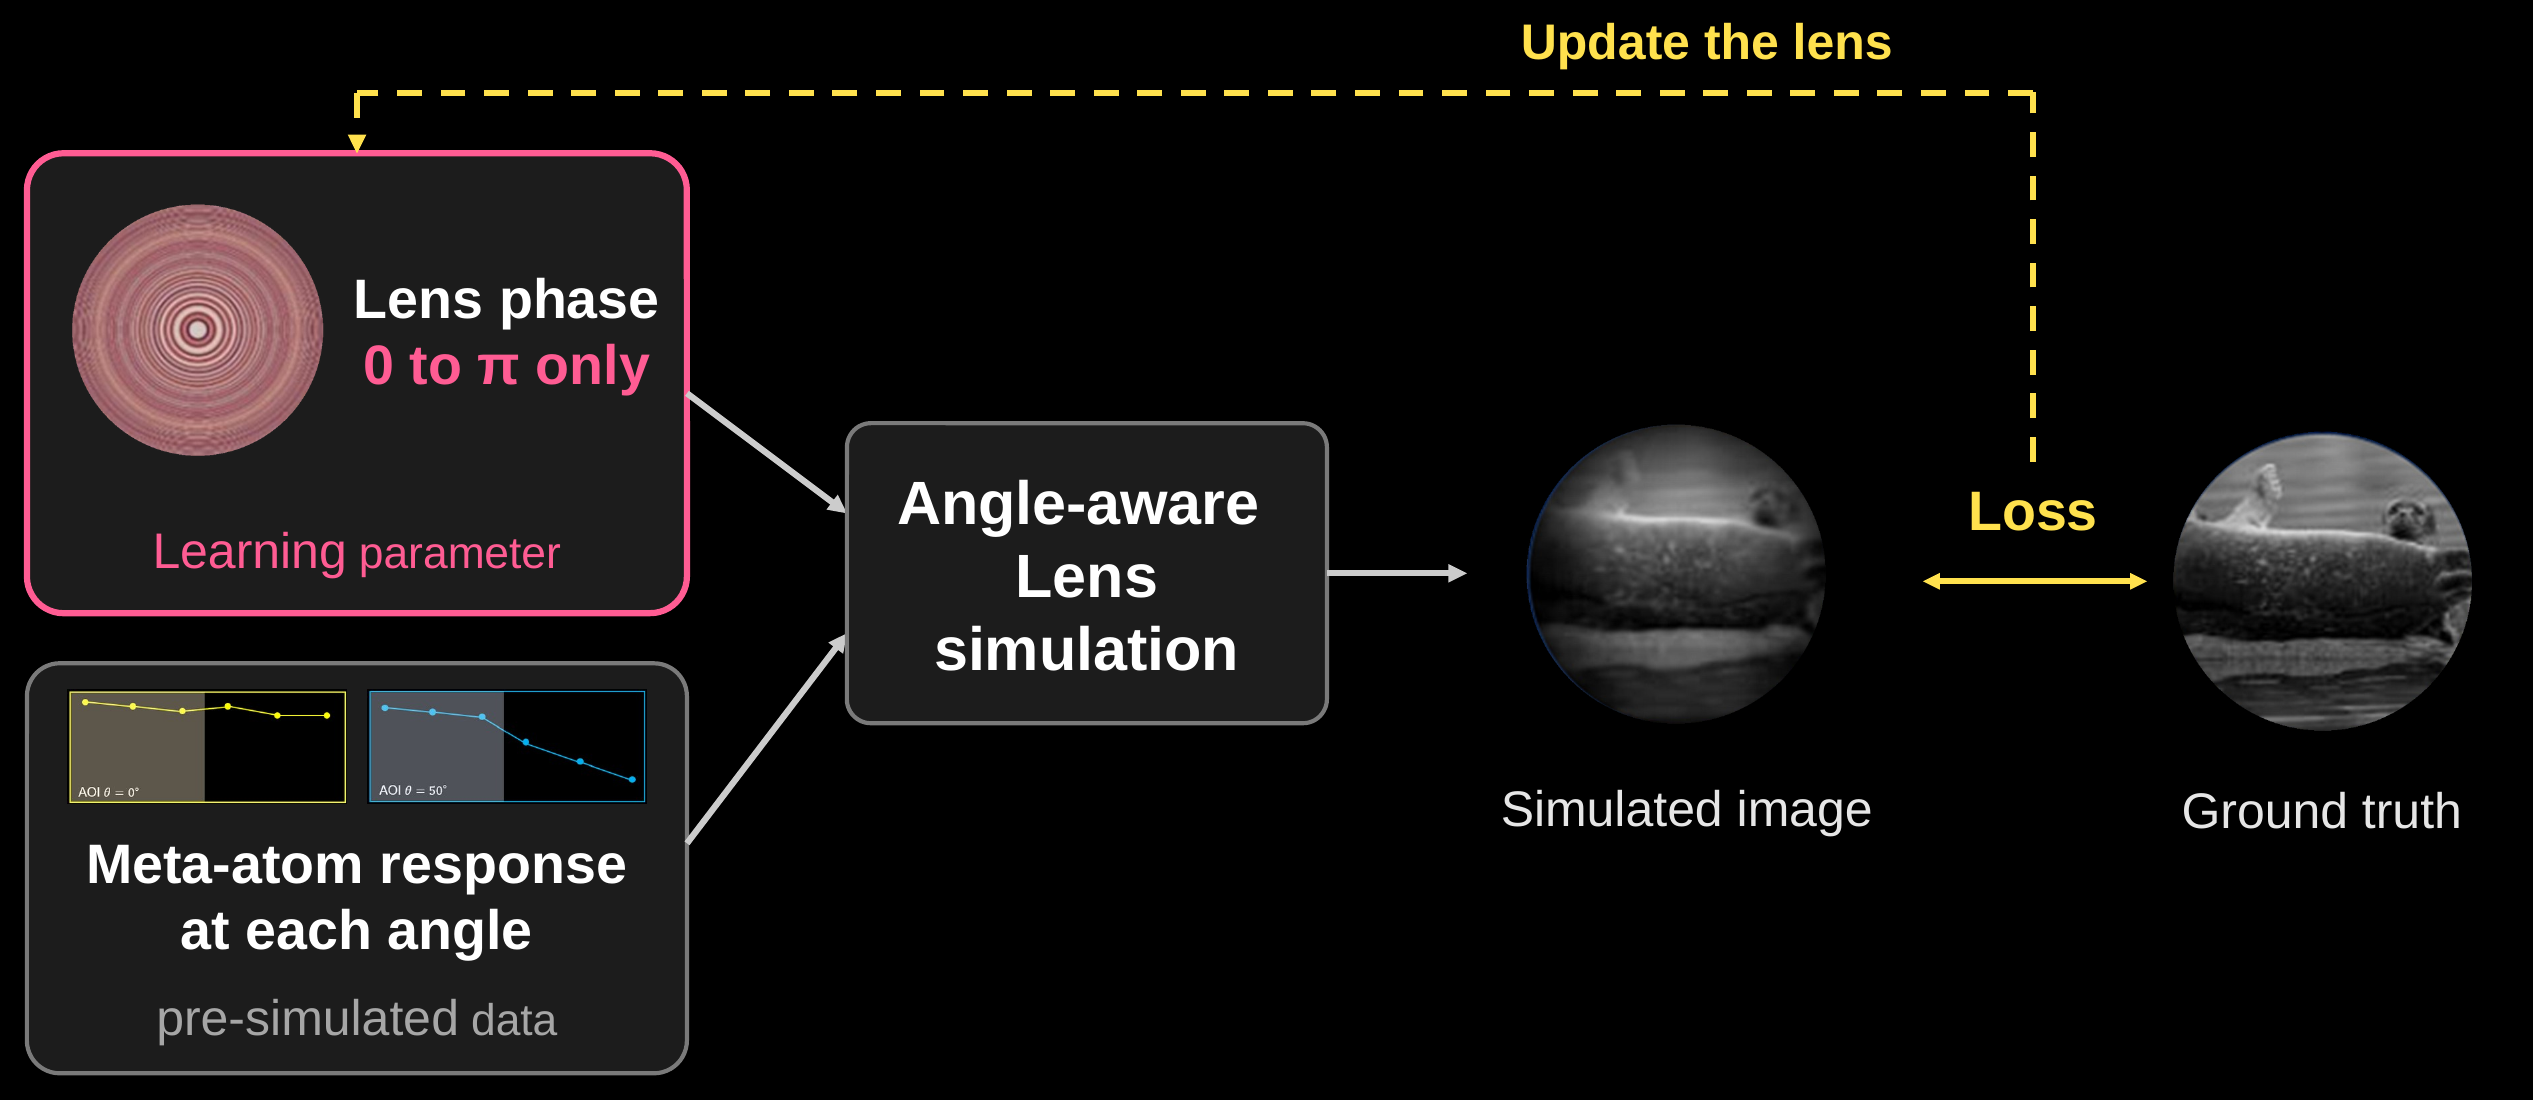 Update the lens
Lens phase
0 to π only
Learning parameter
Angle-aware
Lens
simulation
Loss
AOI θ = 0°
AOI θ = 50°
Meta-atom response
at each angle
pre-simulated data
Simulated image
Ground truth